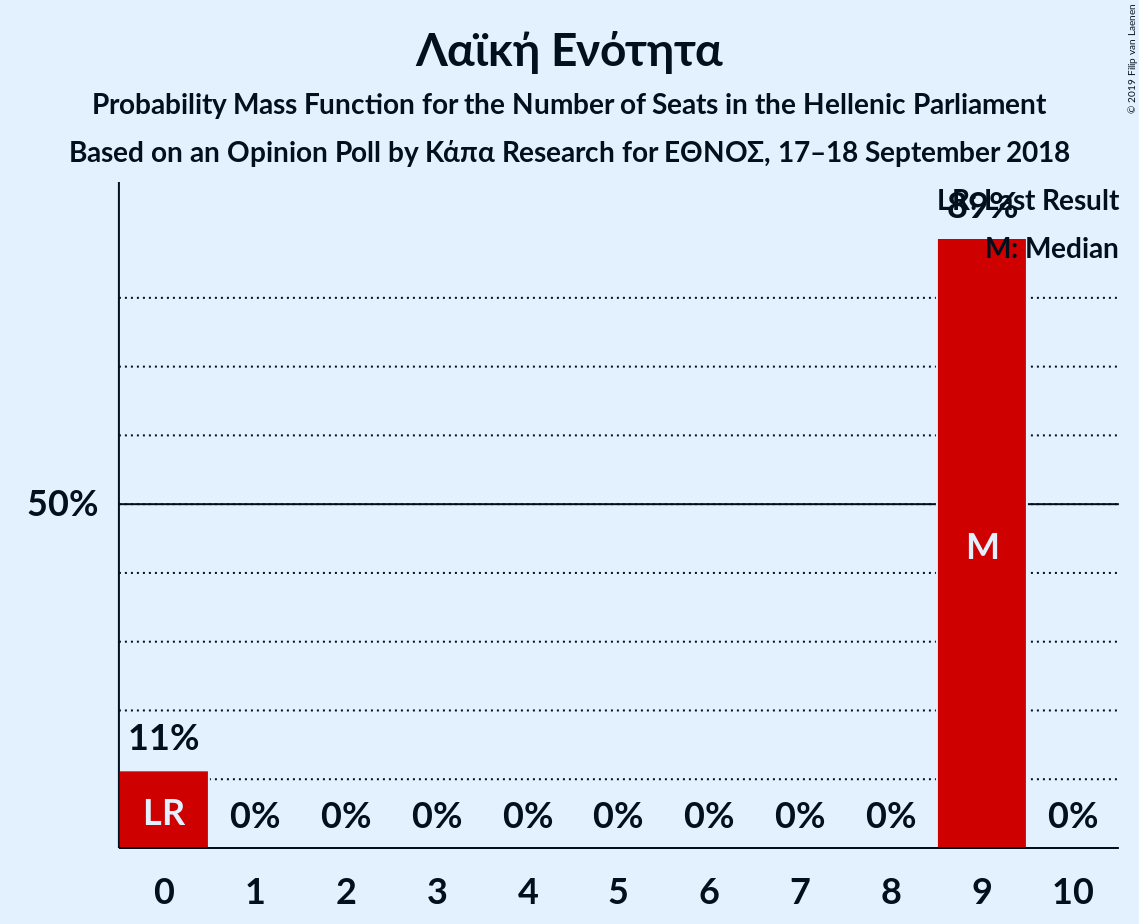 Λαϊκή Ενότητα
Probability Mass Function for the Number of Seats in the Hellenic Parliament
Based on an Opinion Poll by Κάπα Research for ΕΘΝΟΣ, 17–18 September 2018
© 2019 Filip van Laenen
LR: Last Result
89%
M: Median
50%
M
11%
LR
0% 0% 0% 0% 0% 0% 0% 0% 0%
0 1 2 3 4 5 6 7 8 9 10